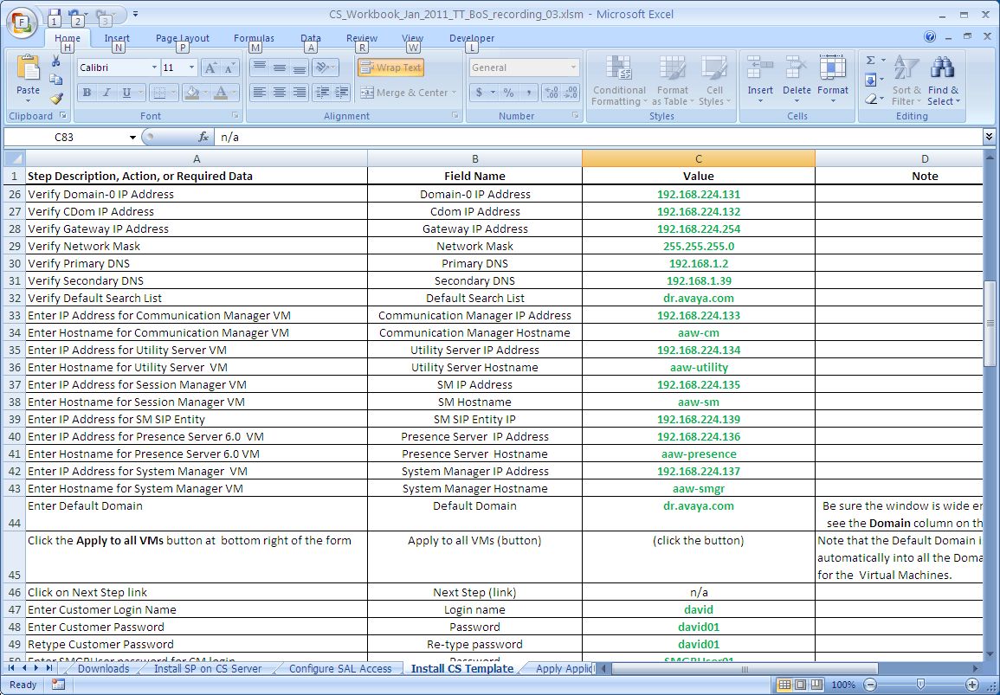 CS_Workbook_Jan_2011_TT_BoS_recording_03.xlsm - Microsoft Excel
F 1 2 3
Home Insert Page Layout Formulas Data Review View Developer
H N P M A R W L
Calibri 11 A A Wrap Text General
Paste B I U A Merge & Center $ % , .0 .00 .00 .0
Conditional Formatting Format as Table Cell Styles
Insert Delete Format
Σ Sort & Filter Find & Select
Clipboard Font Alignment Number Styles Cells Editing
C83 fx n/a
A B C D
1 Step Description, Action, or Required Data Field Name Value Note
26 Verify Domain-0 IP Address Domain-0 IP Address 192.168.224.131
27 Verify CDom IP Address Cdom IP Address 192.168.224.132
28 Verify Gateway IP Address Gateway IP Address 192.168.224.254
29 Verify Network Mask Network Mask 255.255.255.0
30 Verify Primary DNS Primary DNS 192.168.1.2
31 Verify Secondary DNS Secondary DNS 192.168.1.39
32 Verify Default Search List Default Search List dr.avaya.com
33 Enter IP Address for Communication Manager VM Communication Manager IP Address 192.168.224.133
34 Enter Hostname for Communication Manager VM Communication Manager Hostname aaw-cm
35 Enter IP Address for Utility Server VM Utility Server IP Address 192.168.224.134
36 Enter Hostname for Utility Server VM Utility Server Hostname aaw-utility
37 Enter IP Address for Session Manager VM SM IP Address 192.168.224.135
38 Enter Hostname for Session Manager VM SM Hostname aaw-sm
39 Enter IP Address for SM SIP Entity SM SIP Entity IP 192.168.224.139
40 Enter IP Address for Presence Server 6.0 VM Presence Server IP Address 192.168.224.136
41 Enter Hostname for Presence Server 6.0 VM Presence Server Hostname aaw-presence
42 Enter IP Address for System Manager VM System Manager IP Address 192.168.224.137
43 Enter Hostname for System Manager VM System Manager Hostname aaw-smgr
44 Enter Default Domain Default Domain dr.avaya.com Be sure the window is wide er
see the Domain column on th
45 Click the Apply to all VMs button at bottom right of the form Apply to all VMs (button) (click the button) Note that the Default Domain i
automatically into all the Doma
for the Virtual Machines.
46 Click on Next Step link Next Step (link) n/a
47 Enter Customer Login Name Login name david
48 Enter Customer Password Password david01
49 Retype Customer Password Re-type password david01
50 Enter SMGRUser password for CM login Password SMGRUser01
Downloads Install SP on CS Server Configure SAL Access Install CS Template Apply Applic
Ready 100%